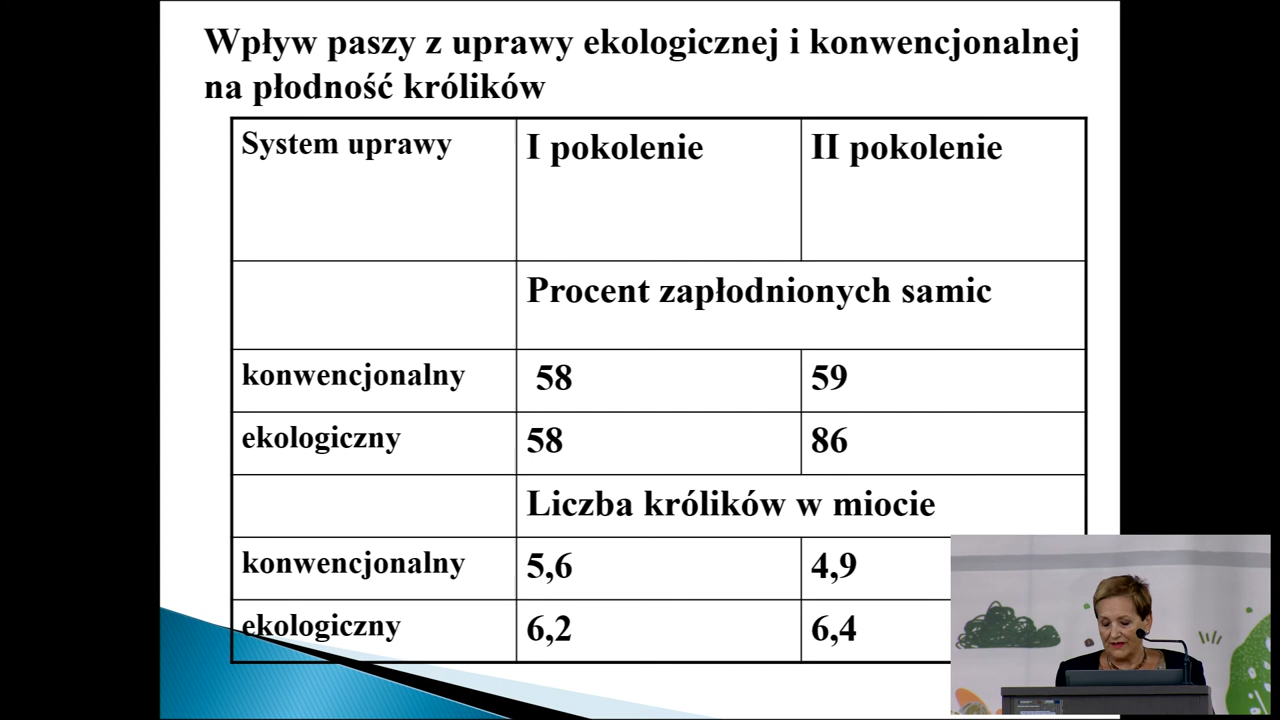 Wpływ paszy z uprawy ekologicznej i konwencjonalnej
na płodność królików
System uprawy I pokolenie II pokolenie
Procent zapłodnionych samic
konwencjonalny 58 59
ekologiczny 58 86
Liczba królików w miocie
konwencjonalny 5,6 4,9
ekologiczny 6,2 6,4